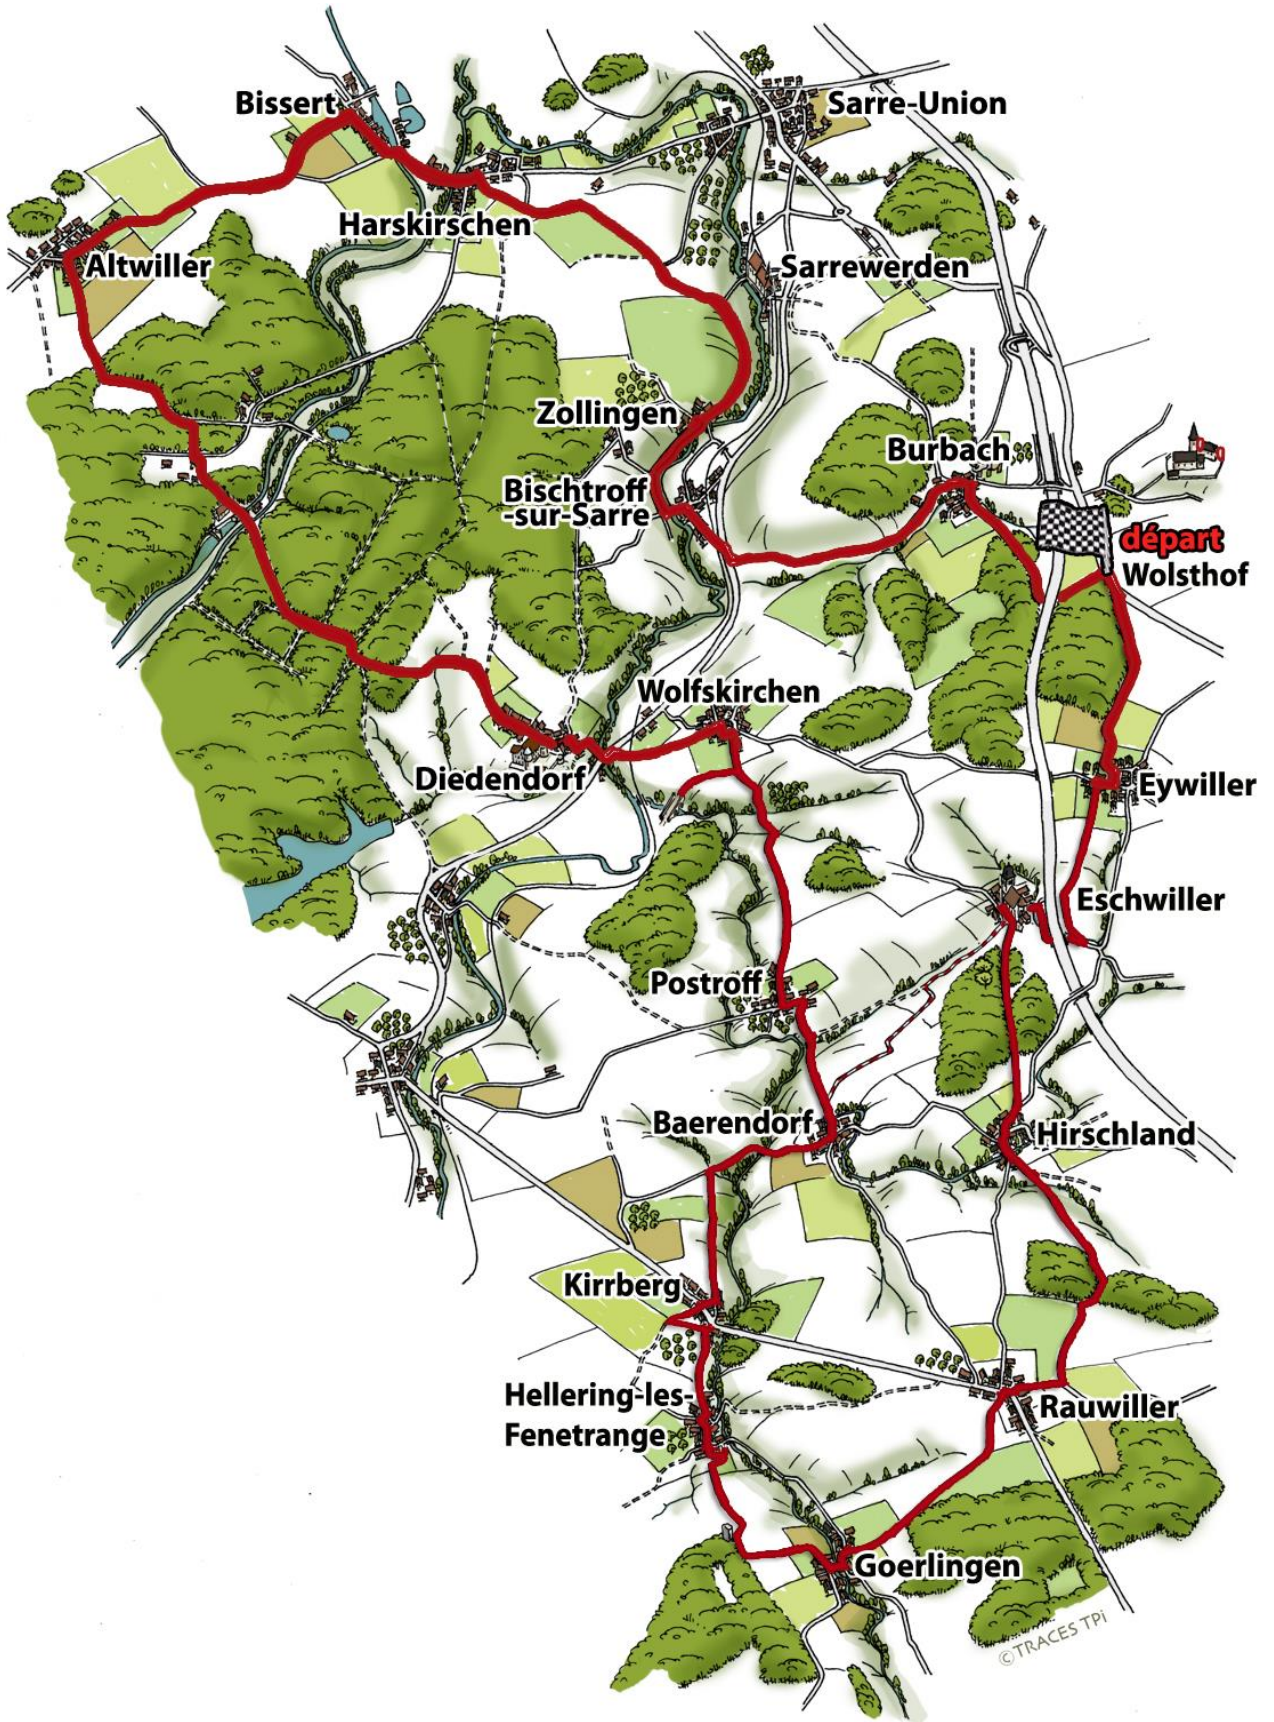 Bissert
Sarre-Union
Harskirschen
Altwiller
Sarrewerden
Zollingen
Burbach
Bischtroff
-sur-Sarre
départ
Wolsthof
Wolfskirchen
Diedendorf
Eywiller
Eschwiller
Postroff
Baerendorf
Hirschland
Kirrberg
Hellering-les-
Fenetrange
Rauwiller
Goerlingen
©TRACES TPi